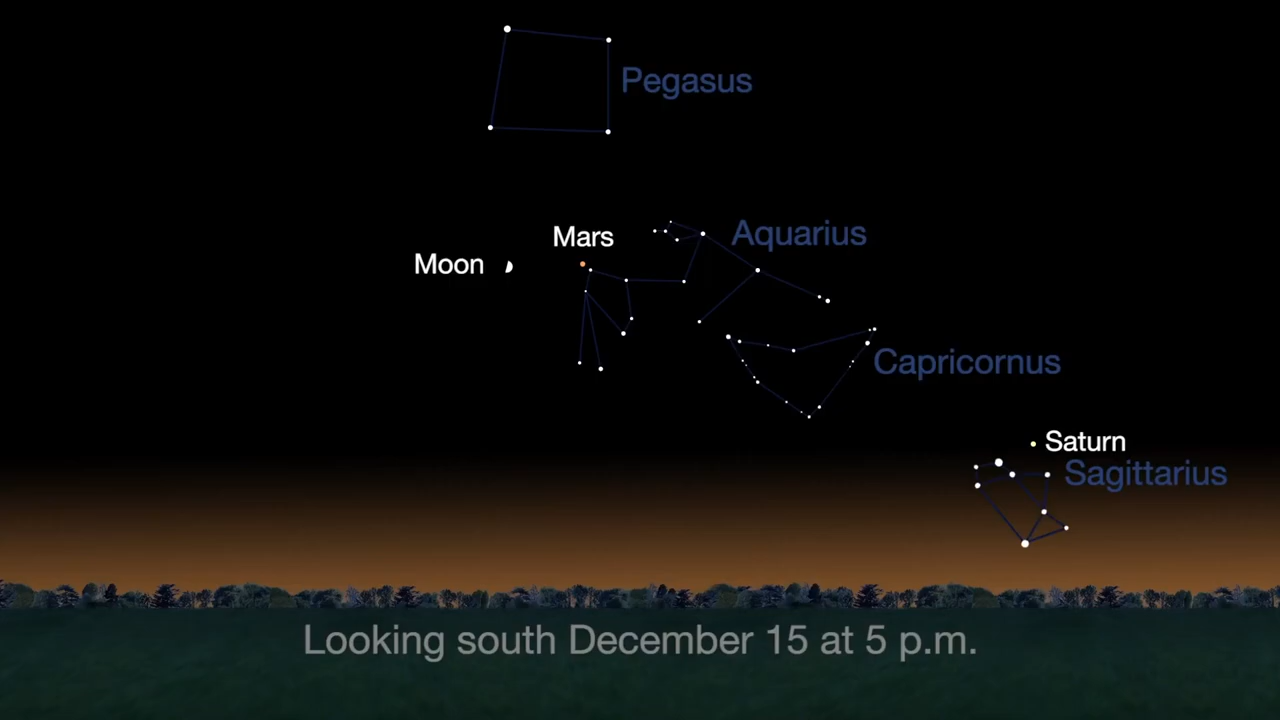 Pegasus
Mars
Aquarius
Moon
Capricornus
Saturn
Sagittarius
Looking south December 15 at 5 p.m.